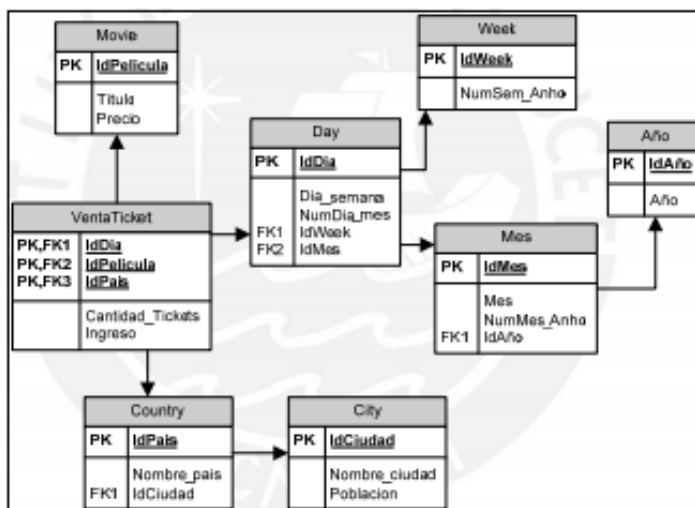 Movie
PK IdPelicula
Titulo
Precio
Week
PK IdWeek
NumSem_Anho
Day
PK IdDia
Dia_semana
NumDia_mes
FK1 IdWeek
FK2 IdMes
Año
PK IdAño
Año
VentaTicket
PK,FK1 IdDia
PK,FK2 IdPelicula
PK,FK3 IdPais
Cantidad_Tickets
Ingreso
Mes
PK IdMes
Mes
NumMes_Anho
FK1 IdAño
Country
PK IdPais
Nombre_pais
FK1 IdCiudad
City
PK IdCiudad
Nombre_ciudad
Poblacion